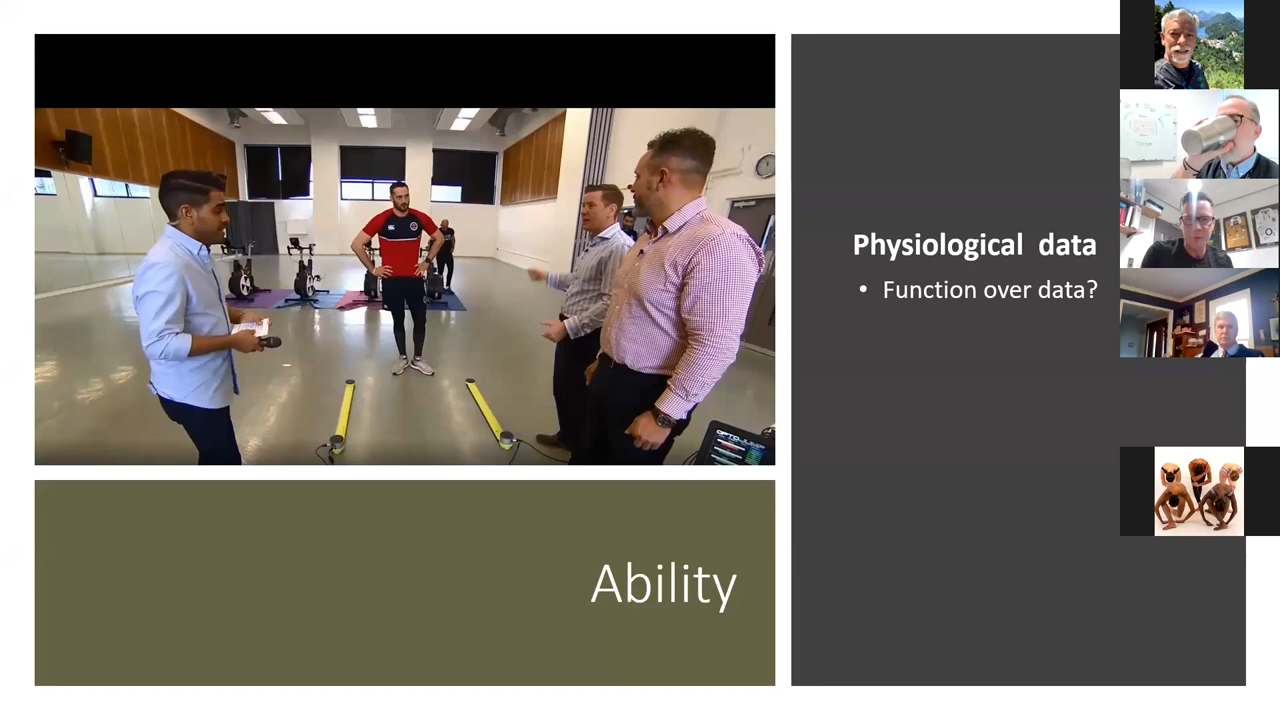 Physiological data
• Function over data?
OPTOJUMP
Ability